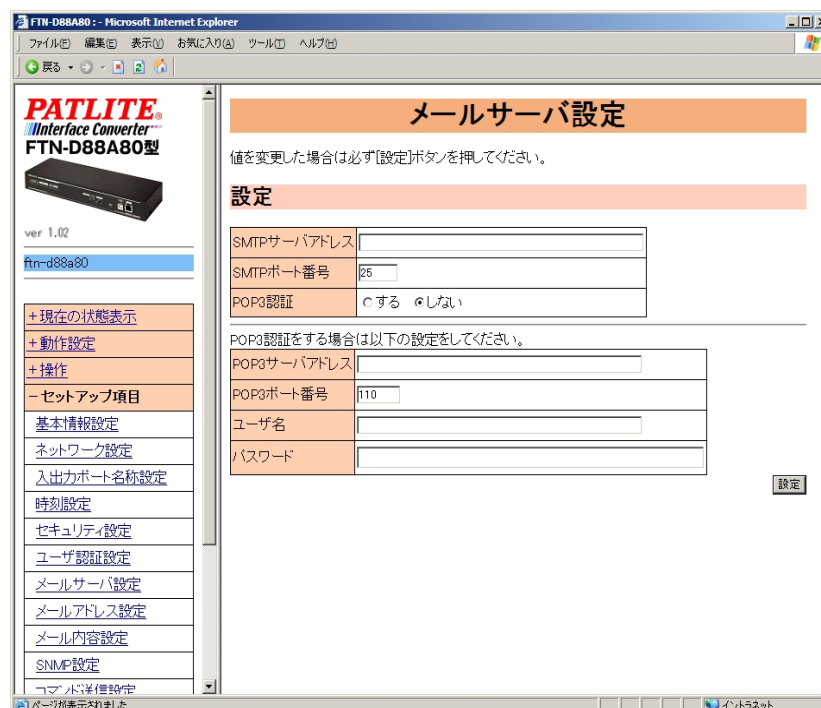 FTN-D88A80 : - Microsoft Internet Explorer
ファイル(F) 編集(E) 表示(V) お気に入り(A) ツール(T) ヘルプ(H)
戻る
PATLITE®
Interface Converter
FTN-D88A80型
ver 1.02
ftn-d88a80
+現在の状態表示
+動作設定
+操作
-セットアップ項目
基本情報設定
ネットワーク設定
入出力ポート名称設定
時刻設定
セキュリティ設定
ユーザ認証設定
メールサーバ設定
メールアドレス設定
メール内容設定
SNMP設定
コマンド送信設定
メールサーバ設定
値を変更した場合は必ず[設定]ボタンを押してください。
設定
SMTPサーバアドレス
SMTPポート番号 25
POP3認証 する しない
POP3認証をする場合は以下の設定をしてください。
POP3サーバアドレス
POP3ポート番号 110
ユーザ名
パスワード
設定
ページが表示されました
イントラネット